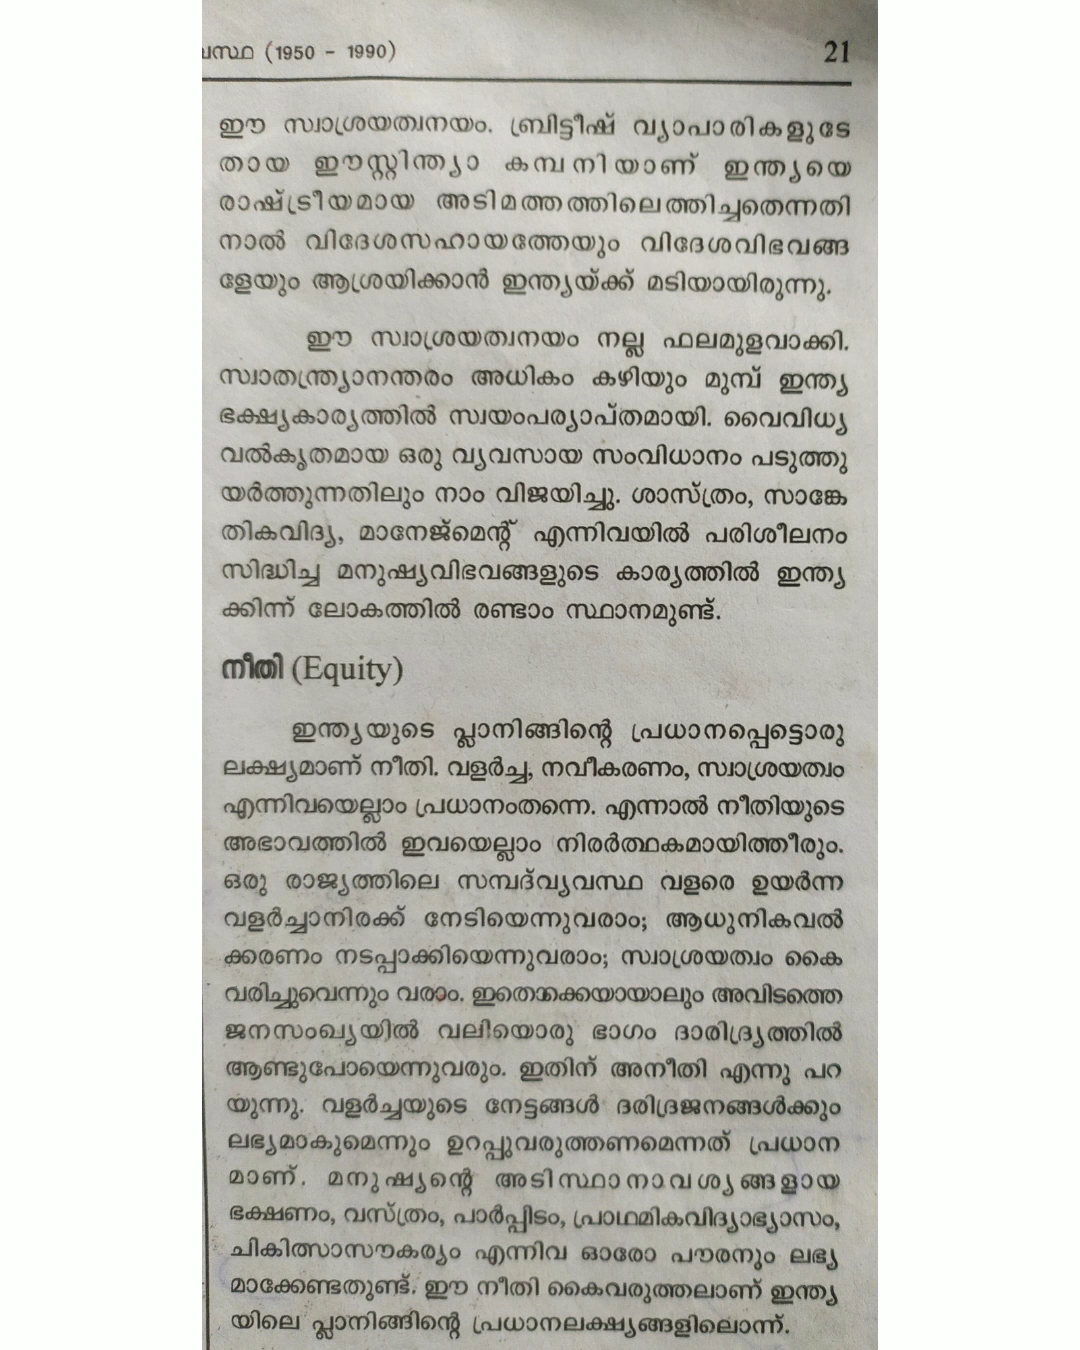 വസ്ഥ (1950 - 1990) 21
ഈ സ്വാശ്രയത്വനയം. ബ്രിട്ടീഷ് വ്യാപാരികളുടേ
തായ ഈസ്റ്റിന്ത്യാ കമ്പനിയാണ് ഇന്ത്യയെ
രാഷ്ട്രീയമായ അടിമത്തത്തിലെത്തിച്ചതെന്നതി
നാൽ വിദേശസഹായത്തേയും വിദേശവിഭവങ്ങ
ളേയും ആശ്രയിക്കാൻ ഇന്ത്യയ്ക്ക് മടിയായിരുന്നു.
ഈ സ്വാശ്രയത്വനയം നല്ല ഫലമുളവാക്കി.
സ്വാതന്ത്ര്യാനന്തരം അധികം കഴിയും മുമ്പ് ഇന്ത്യ
ഭക്ഷ്യകാര്യത്തിൽ സ്വയംപര്യാപ്തമായി. വൈവിധ്യ
വൽകൃതമായ ഒരു വ്യവസായ സംവിധാനം പടുത്തു
യർത്തുന്നതിലും നാം വിജയിച്ചു. ശാസ്ത്രം, സാങ്കേ
തികവിദ്യ, മാനേജ്മെന്റ് എന്നിവയിൽ പരിശീലനം
സിദ്ധിച്ച മനുഷ്യവിഭവങ്ങളുടെ കാര്യത്തിൽ ഇന്ത്യ
ക്കിന്ന് ലോകത്തിൽ രണ്ടാം സ്ഥാനമുണ്ട്.
നീതി (Equity)
ഇന്ത്യയുടെ പ്ലാനിങ്ങിന്റെ പ്രധാനപ്പെട്ടൊരു
ലക്ഷ്യമാണ് നീതി. വളർച്ച, നവീകരണം, സ്വാശ്രയത്വം
എന്നിവയെല്ലാം പ്രധാനംതന്നെ. എന്നാൽ നീതിയുടെ
അഭാവത്തിൽ ഇവയെല്ലാം നിരർത്ഥകമായിത്തീരും.
ഒരു രാജ്യത്തിലെ സമ്പദ്‌വ്യവസ്ഥ വളരെ ഉയർന്ന
വളർച്ചാനിരക്ക് നേടിയെന്നുവരാം; ആധുനികവൽ
ക്കരണം നടപ്പാക്കിയെന്നുവരാം; സ്വാശ്രയത്വം കൈ
വരിച്ചുവെന്നും വരാം. ഇതൊക്കെയായാലും അവിടത്തെ
ജനസംഖ്യയിൽ വലിയൊരു ഭാഗം ദാരിദ്ര്യത്തിൽ
ആണ്ടുപോയെന്നുവരും. ഇതിന് അനീതി എന്നു പറ
യുന്നു. വളർച്ചയുടെ നേട്ടങ്ങൾ ദരിദ്രജനങ്ങൾക്കും
ലഭ്യമാകുമെന്നും ഉറപ്പുവരുത്തണമെന്നത് പ്രധാന
മാണ്. മനുഷ്യന്റെ അടിസ്ഥാനാവശ്യങ്ങളായ
ഭക്ഷണം, വസ്ത്രം, പാർപ്പിടം, പ്രാഥമികവിദ്യാഭ്യാസം,
ചികിത്സാസൗകര്യം എന്നിവ ഓരോ പൗരനും ലഭ്യ
മാക്കേണ്ടതുണ്ട്. ഈ നീതി കൈവരുത്തലാണ് ഇന്ത്യ
യിലെ പ്ലാനിങ്ങിന്റെ പ്രധാനലക്ഷ്യങ്ങളിലൊന്ന്.